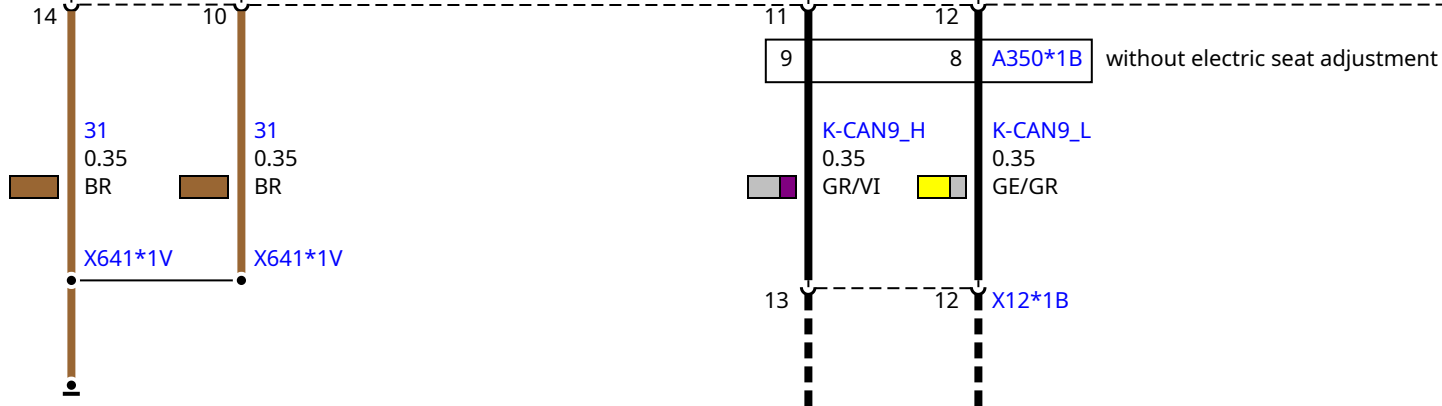 14 10 11 12
9 8 A350*1B without electric seat adjustment
31 31 K-CAN9_H K-CAN9_L
0.35 0.35 0.35 0.35
BR BR GR/VI GE/GR
X641*1V X641*1V
13 12 X12*1B